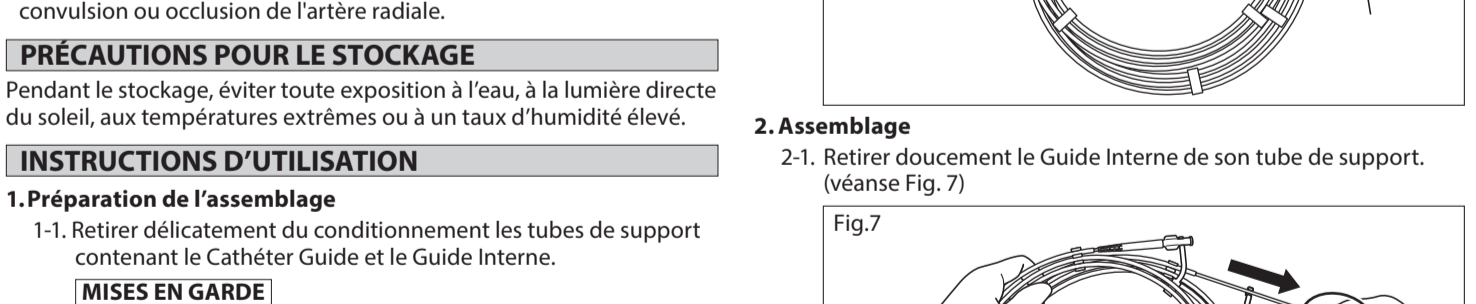 convulsion ou occlusion de l'artère radiale.
PRÉCAUTIONS POUR LE STOCKAGE
Pendant le stockage, éviter toute exposition à l’eau, à la lumière directe
du soleil, aux températures extrêmes ou à un taux d’humidité élevé.
INSTRUCTIONS D’UTILISATION
1.Préparation de l’assemblage
1-1. Retirer délicatement du conditionnement les tubes de support
contenant le Cathéter Guide et le Guide Interne.
MISES EN GARDE
2. Assemblage
2-1. Retirer doucement le Guide Interne de son tube de support.
(véanse Fig. 7)
Fig.7